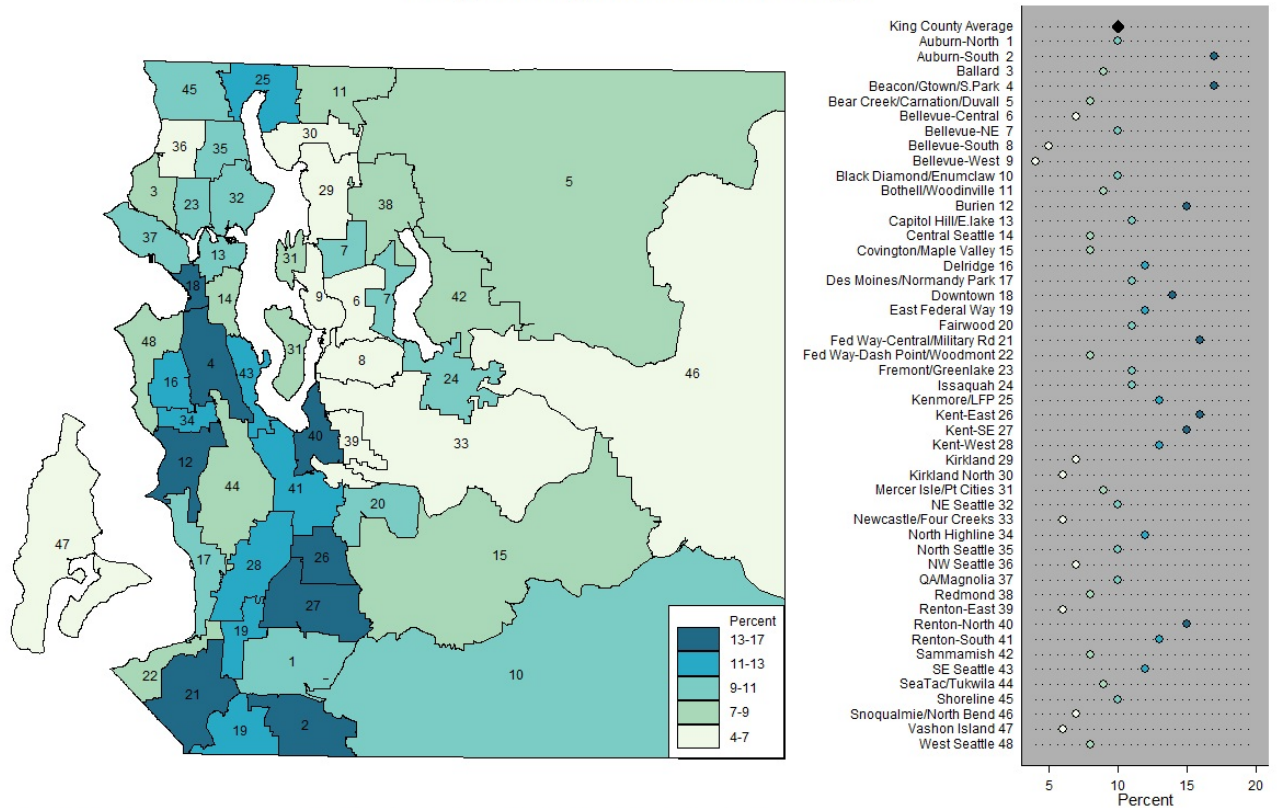 King County Average
Auburn-North 1
Auburn-South 2
Ballard 3
Beacon/Gtown/S.Park 4
Bear Creek/Carnation/Duvall 5
Bellevue-Central 6
Bellevue-NE 7
Bellevue-South 8
Bellevue-West 9
Black Diamond/Enumclaw 10
Bothell/Woodinville 11
Burien 12
Capitol Hill/E.lake 13
Central Seattle 14
Covington/Maple Valley 15
Delridge 16
Des Moines/Normandy Park 17
Downtown 18
East Federal Way 19
Fairwood 20
Fed Way-Central/Military Rd 21
Fed Way-Dash Point/Woodmont 22
Fremont/Greenlake 23
Issaquah 24
Kenmore/LFP 25
Kent-East 26
Kent-SE 27
Kent-West 28
Kirkland 29
Kirkland North 30
Mercer Isle/Pt Cities 31
NE Seattle 32
Newcastle/Four Creeks 33
North Highline 34
North Seattle 35
NW Seattle 36
QA/Magnolia 37
Redmond 38
Renton-East 39
Renton-North 40
Renton-South 41
Sammamish 42
SE Seattle 43
SeaTac/Tukwila 44
Shoreline 45
Snoqualmie/North Bend 46
Vashon Island 47
West Seattle 48
5 10 15 20
Percent
45
25
11
30
36
35
5
3
29
23
32
38
37
13
7
31
18
14
9
6
7
42
48
4
43
31
8
16
24
46
34
40
39
33
12
44
41
20
47
17
28
26
15
27
19
1
22
21
10
19
2
Percent
13-17
11-13
9-11
7-9
4-7